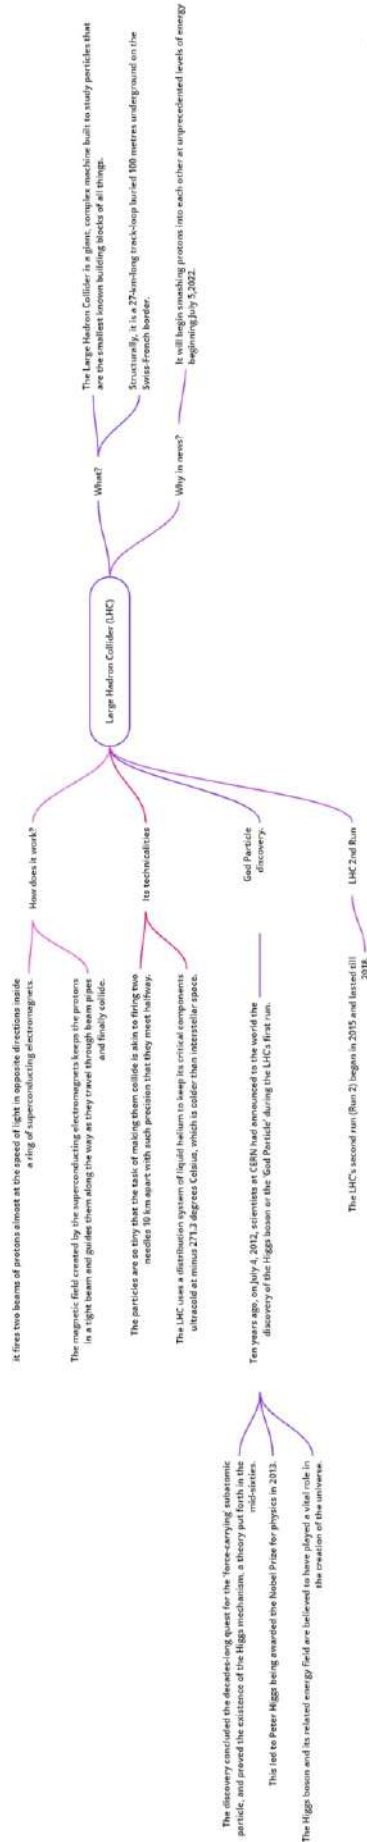 Large Hadron Collider (LHC)
What?
The Large Hadron Collider is a giant, complex machine built to study particles that
are the smallest known building blocks of all things.
Structurally, it is a 27-km-long track-loop buried 100 metres underground on the
Swiss-French border.
Why in news?
It will begin smashing protons into each other at unprecedented levels of energy
beginning July 5,2022.
How does it work?
it fires two beams of protons almost at the speed of light in opposite directions inside
a ring of superconducting electromagnets.
The magnetic field created by the superconducting electromagnets keeps the protons
in a tight beam and guides them along the way as they travel through beam pipes
and finally collide.
Its technicalities
The particles are so tiny that the task of making them collide is akin to firing two
needles 10 km apart with such precision that they meet halfway.
The LHC uses a distribution system of liquid helium to keep its critical components
ultracold at minus 271.3 degrees Celsius, which is colder than interstellar space.
God Particle
discovery.
Ten years ago, on July 4, 2012, scientists at CERN had announced to the world the
discovery of the Higgs boson or the 'God Particle' during the LHC's first run.
The discovery concluded the decades-long quest for the 'force-carrying' subatomic
particle, and proved the existence of the Higgs mechanism, a theory put forth in the
mid-sixties.
This led to Peter Higgs being awarded the Nobel Prize for physics in 2013.
The Higgs boson and its related energy field are believed to have played a vital role in
the creation of the universe.
LHC 2nd Run
The LHC's second run (Run 2) began in 2015 and lasted till
2018.